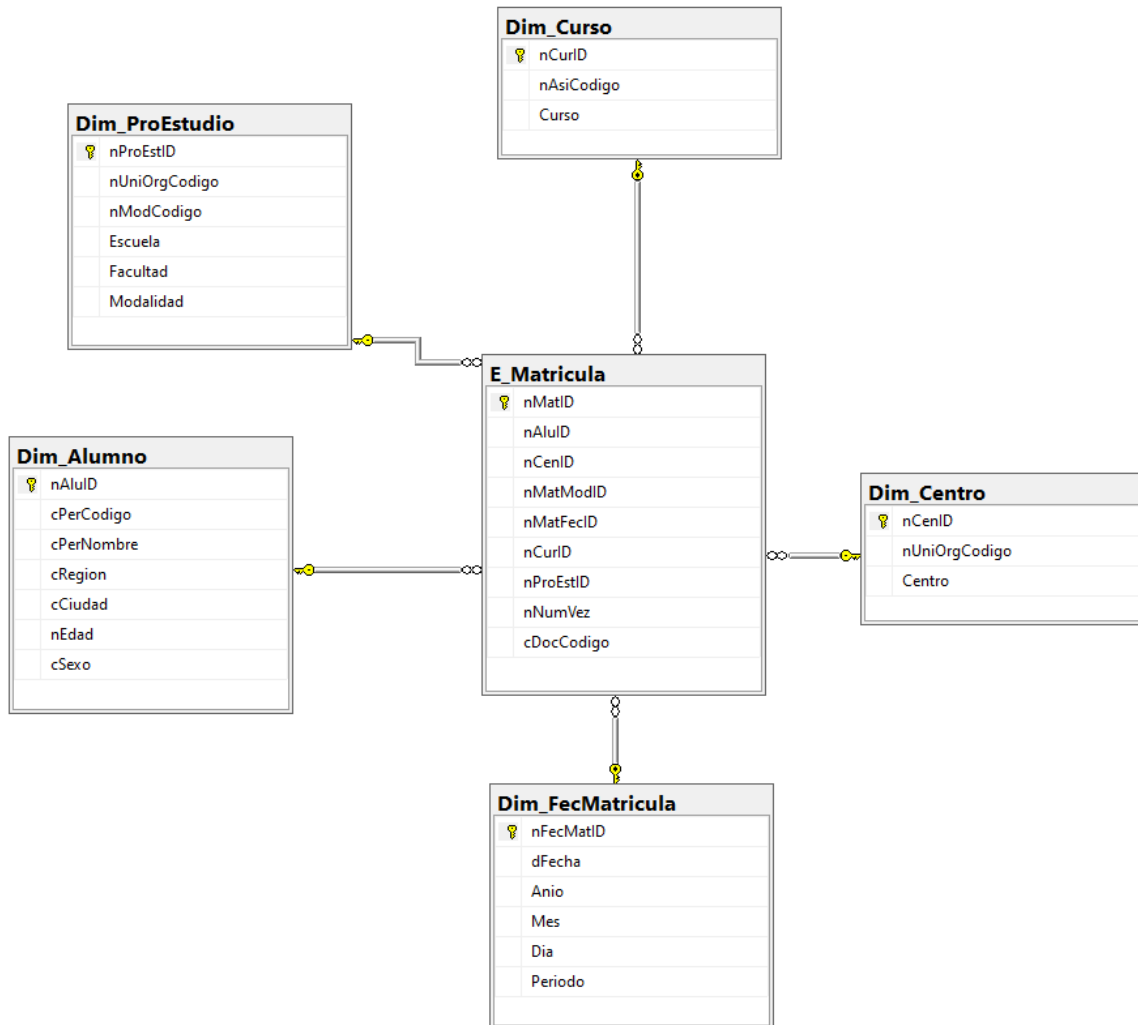 Dim_Curso
nCurID
nAsiCodigo
Curso
Dim_ProEstudio
nProEstID
nUniOrgCodigo
nModCodigo
Escuela
Facultad
Modalidad
E_Matricula
nMatID
nAluID
nCenID
nMatModID
nMatFecID
nCurID
nProEstID
nNumVez
cDocCodigo
Dim_Alumno
nAluID
cPerCodigo
cPerNombre
cRegion
cCiudad
nEdad
cSexo
Dim_Centro
nCenID
nUniOrgCodigo
Centro
Dim_FecMatricula
nFecMatID
dFecha
Anio
Mes
Dia
Periodo